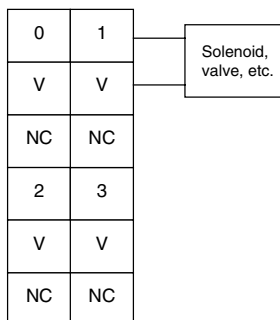 0 1
Solenoid,
valve, etc.
V V
NC NC
2 3
V V
NC NC